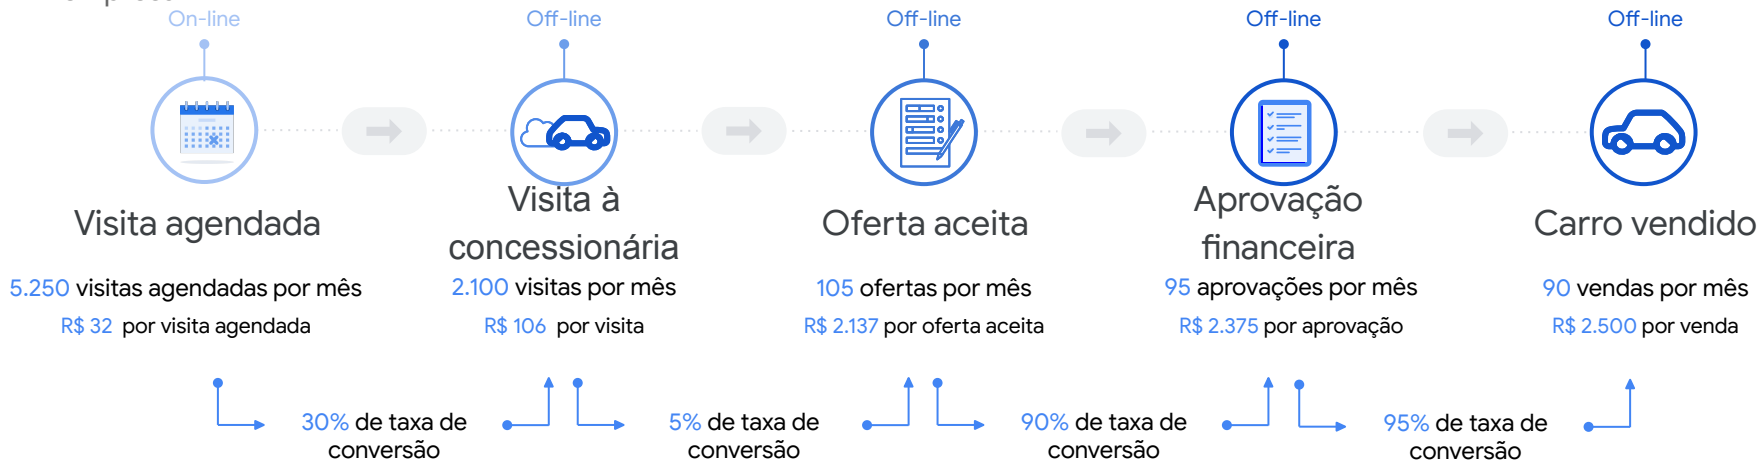 On-line
Off-line
Off-line
Off-line
Off-line
Visita agendada
Visita à
concessionária
Oferta aceita
Aprovação
financeira
Carro vendido
5.250 visitas agendadas por mês
R$ 32 por visita agendada
2.100 visitas por mês
R$ 106 por visita
105 ofertas por mês
R$ 2.137 por oferta aceita
95 aprovações por mês
R$ 2.375 por aprovação
90 vendas por mês
R$ 2.500 por venda
30% de taxa de
conversão
5% de taxa de
conversão
90% de taxa de
conversão
95% de taxa de
conversão